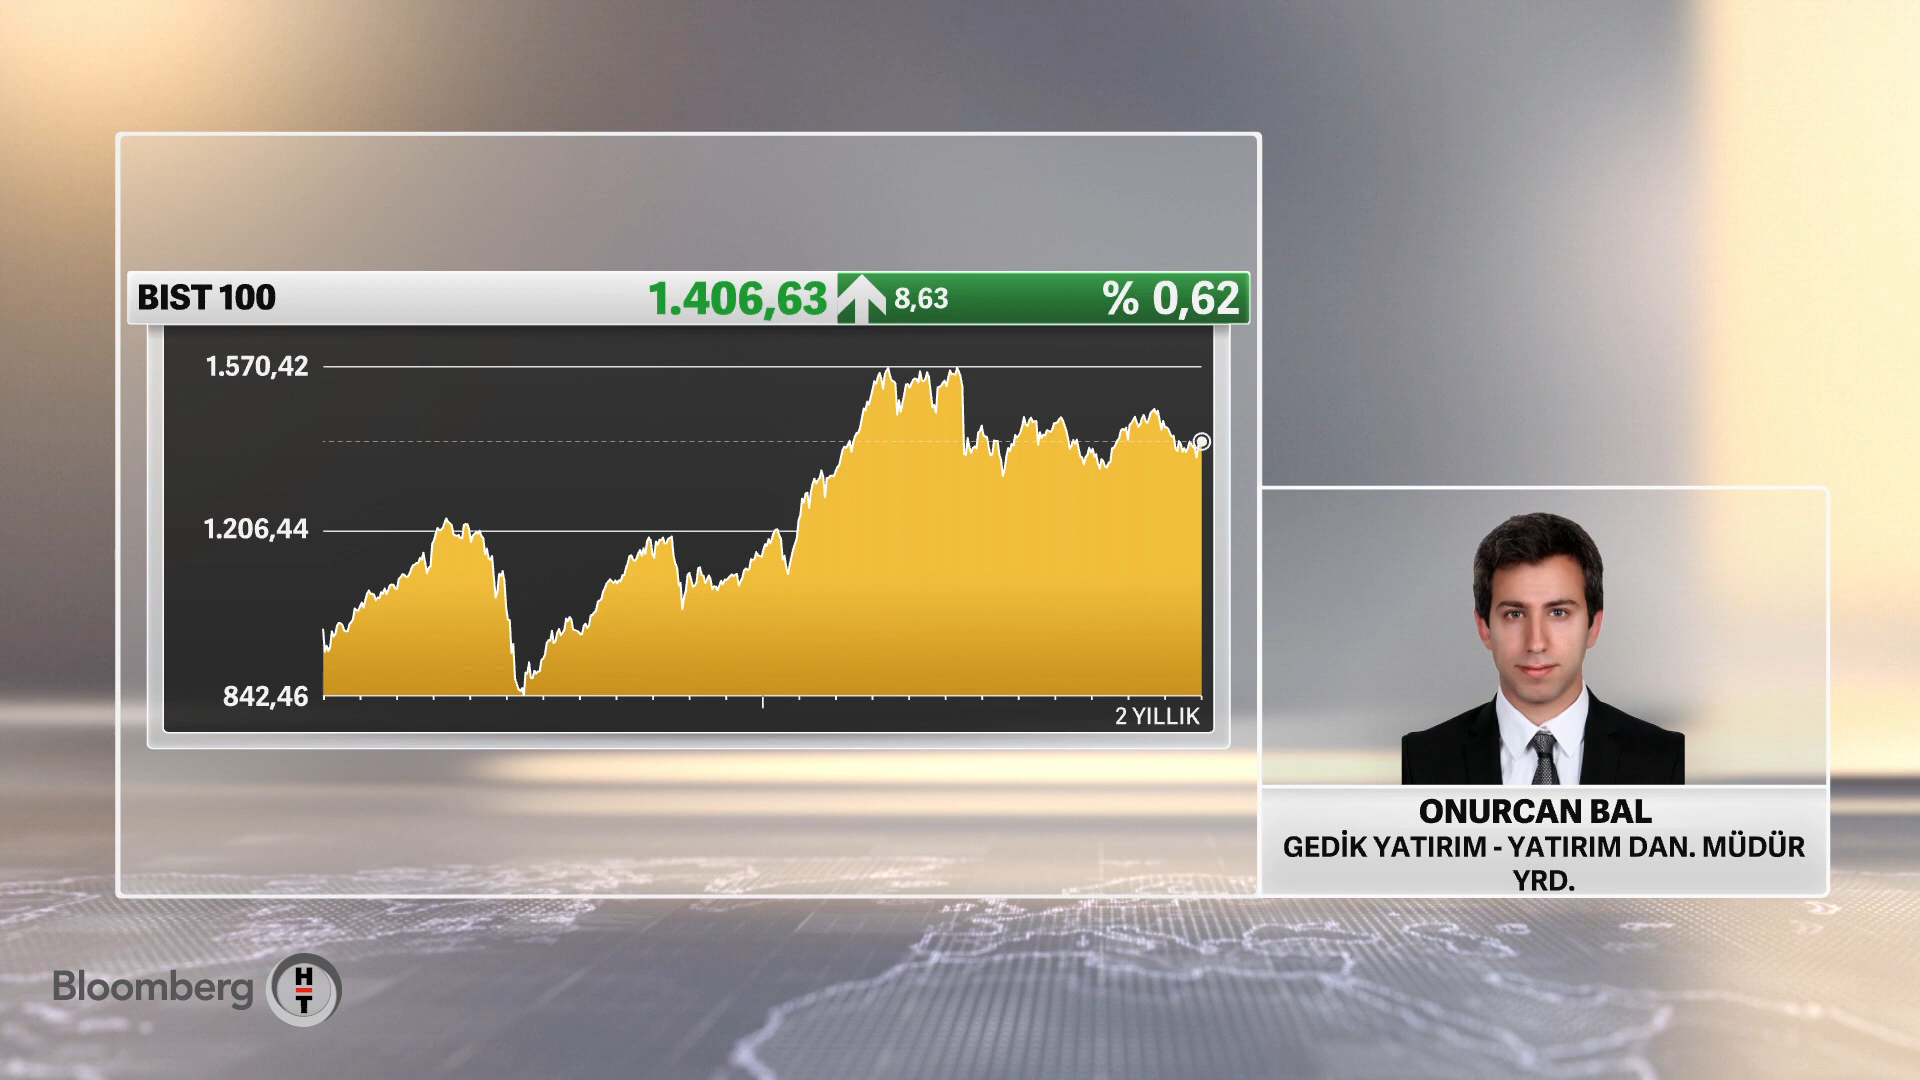 BIST 100 1.406,63 8,63 % 0,62
1.570,42
1.206,44
842,46
2 YILLIK
ONURCAN BAL
GEDİK YATIRIM - YATIRIM DAN. MÜDÜR
YRD.
Bloomberg HT